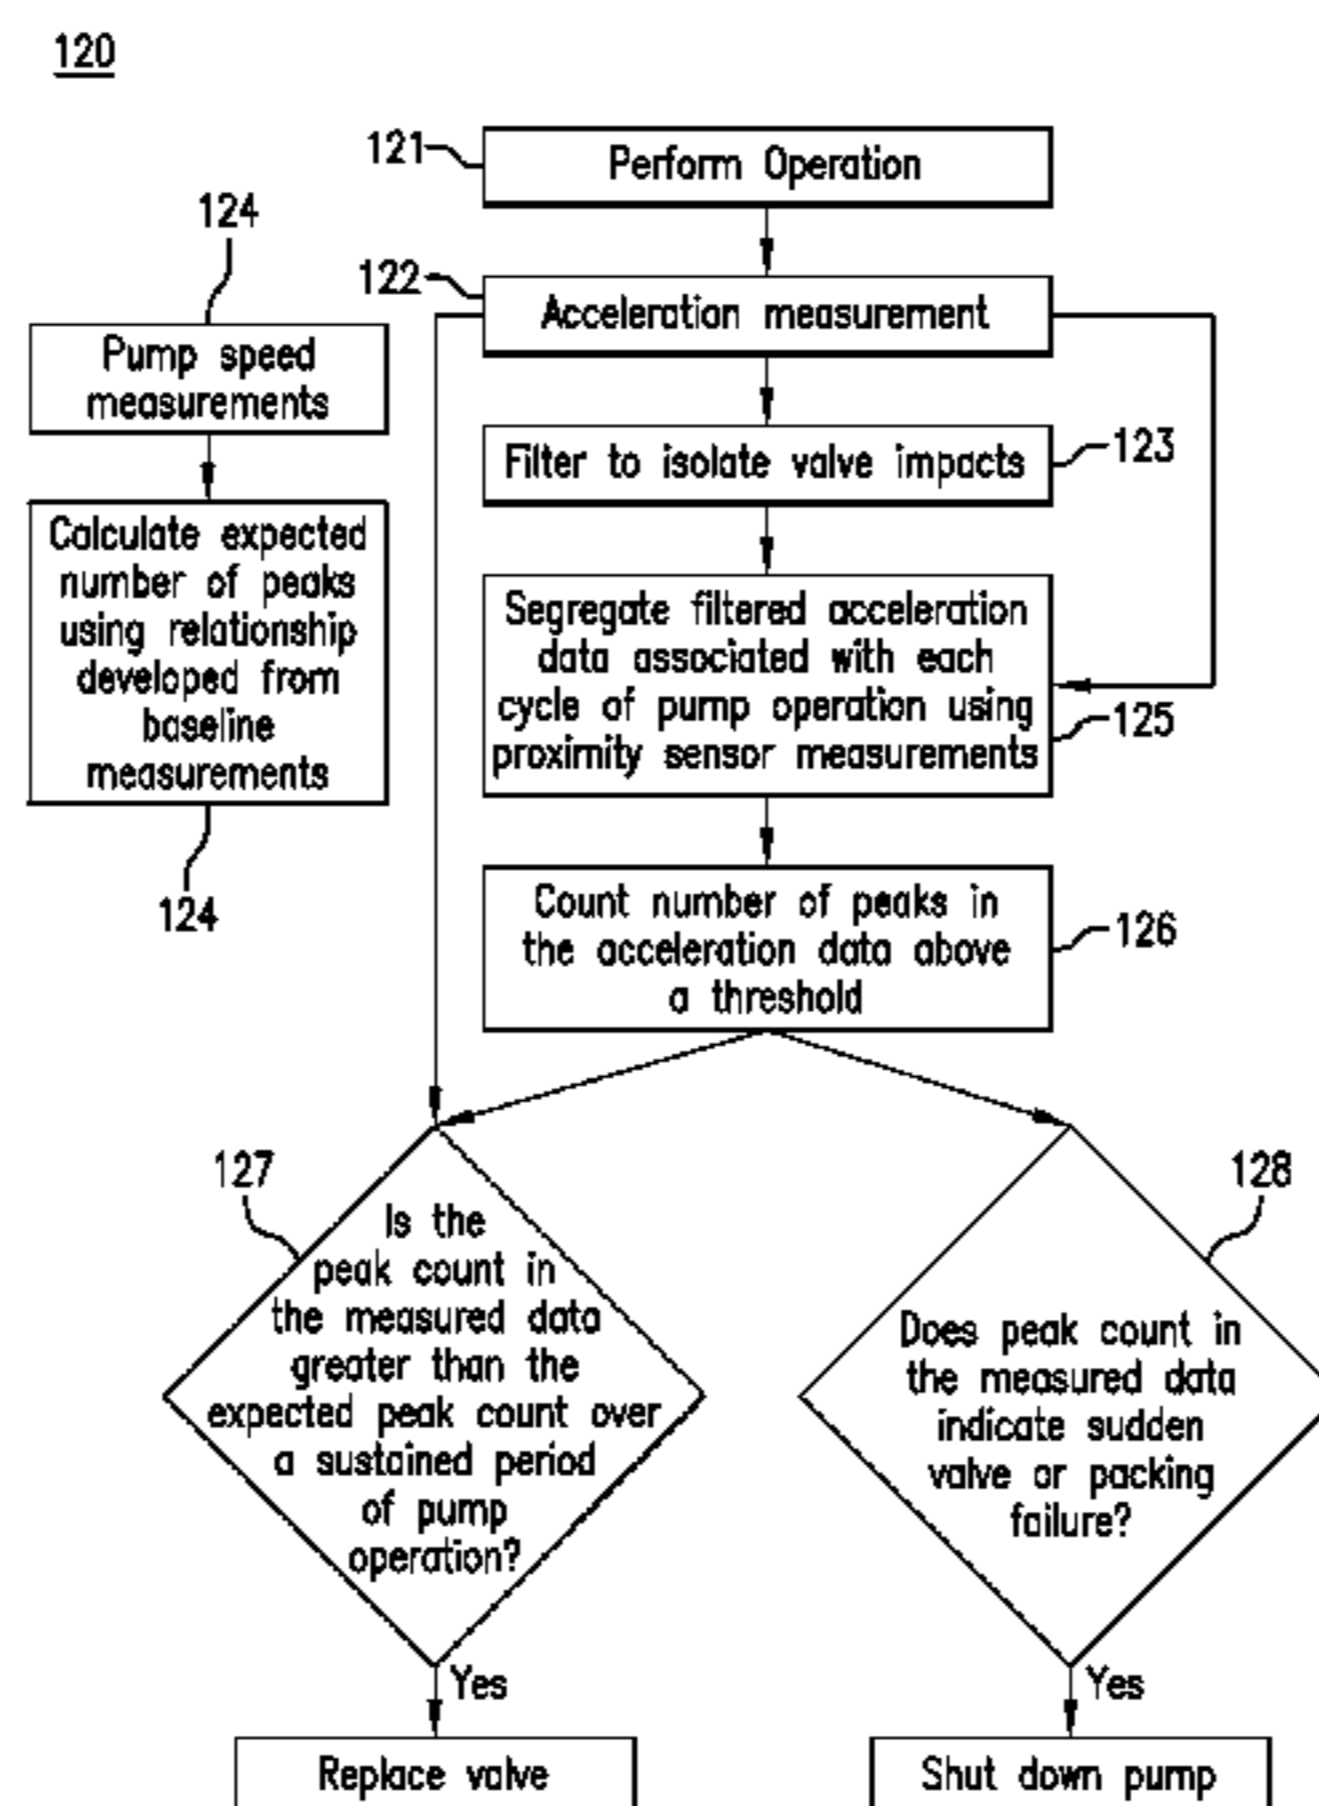 120
121
Perform Operation
124
122
Acceleration measurement
Pump speed
measurements
Filter to isolate valve impacts
123
Calculate expected
number of peaks
using relationship
developed from
baseline
measurements
124
Segregate filtered acceleration
data associated with each
cycle of pump operation using
proximity sensor measurements
125
Count number of peaks in
the acceleration data above
a threshold
126
127
Is the
peak count in
the measured data
greater than the
expected peak count over
a sustained period
of pump
operation?
128
Does peak count in
the measured data
indicate sudden
valve or packing
failure?
Yes
Yes
Replace valve
Shut down pump